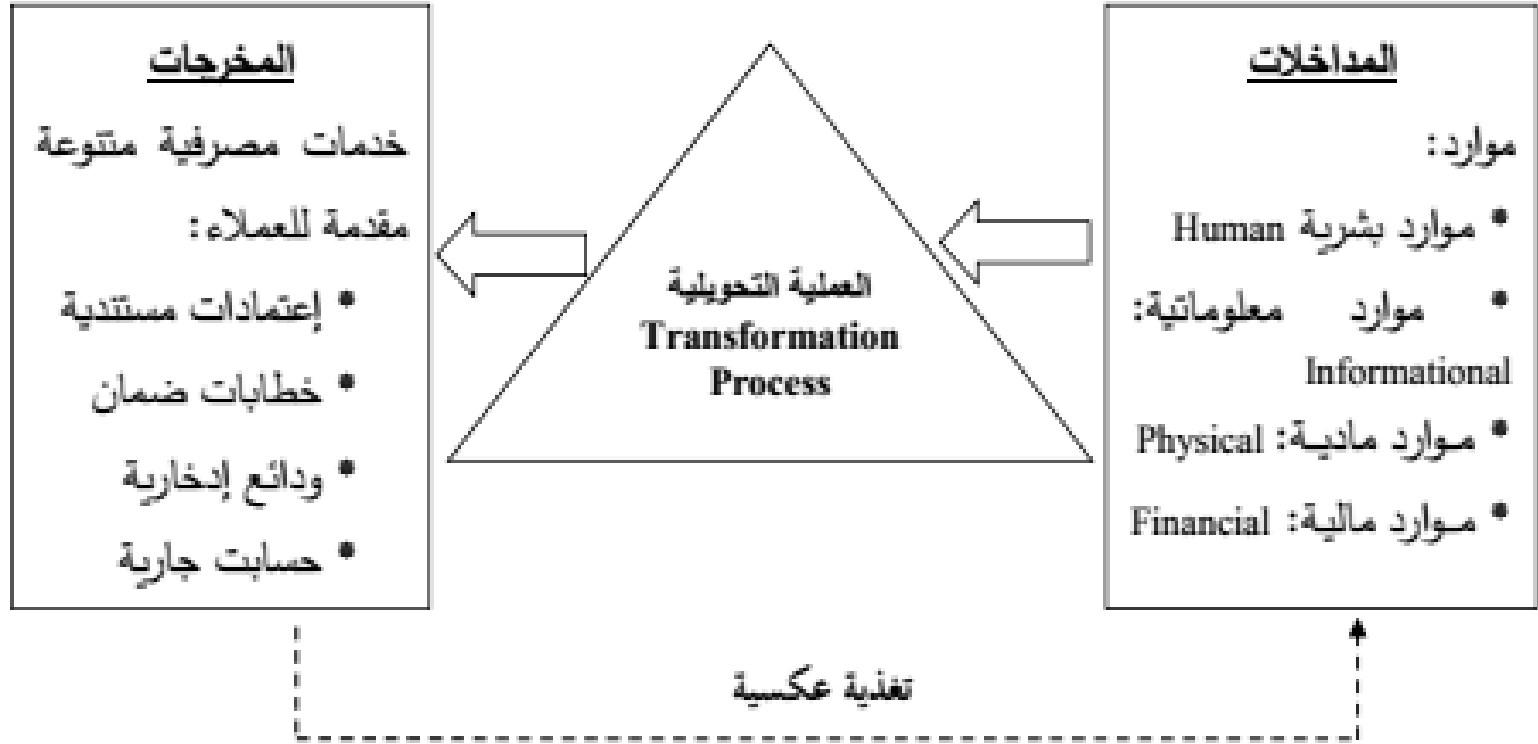 المداخلات
موارد:
• موارد بشرية Human
• موارد معلوماتية:
Informational
• موارد مادية: Physical
• موارد مالية: Financial
العملية التحويلية
Transformation
Process
المخرجات
خدمات مصرفية متنوعة
مقدمة للعملاء:
• إعتمادات مستندية
• خطابات ضمان
• ودائع إدخارية
• حسابت جارية
تغذية عكسية